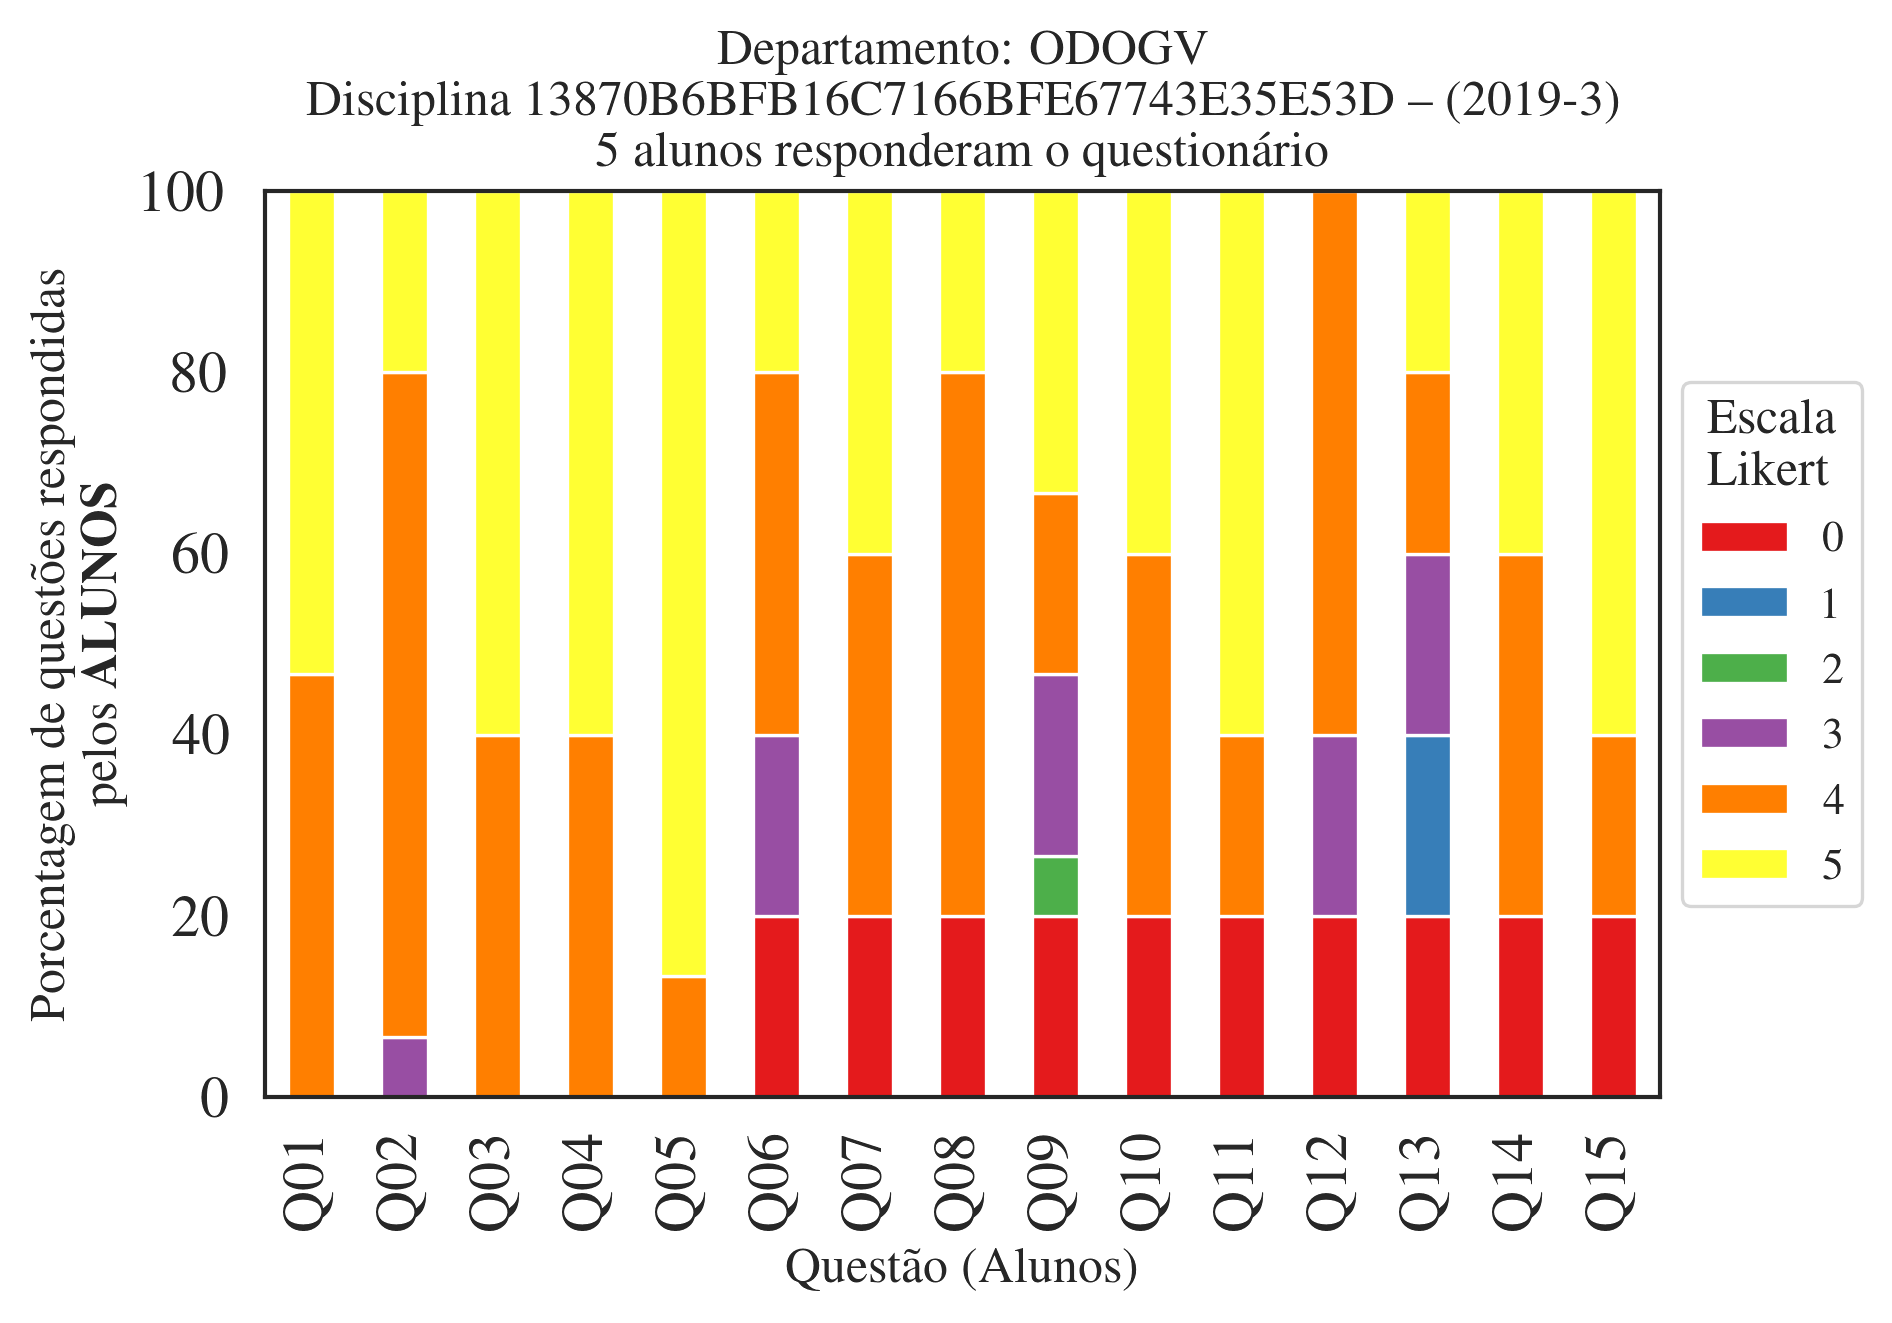 Departamento: ODOGV
Disciplina 13870B6BFB16C7166BFE67743E35E53D – (2019-3)
5 alunos responderam o questionário
Porcentagem de questões respondidas
pelos ALUNOS
100
80
60
40
20
0
Q01
Q02
Q03
Q04
Q05
Q06
Q07
Q08
Q09
Q10
Q11
Q12
Q13
Q14
Q15
Questão (Alunos)
Escala
Likert
0
1
2
3
4
5